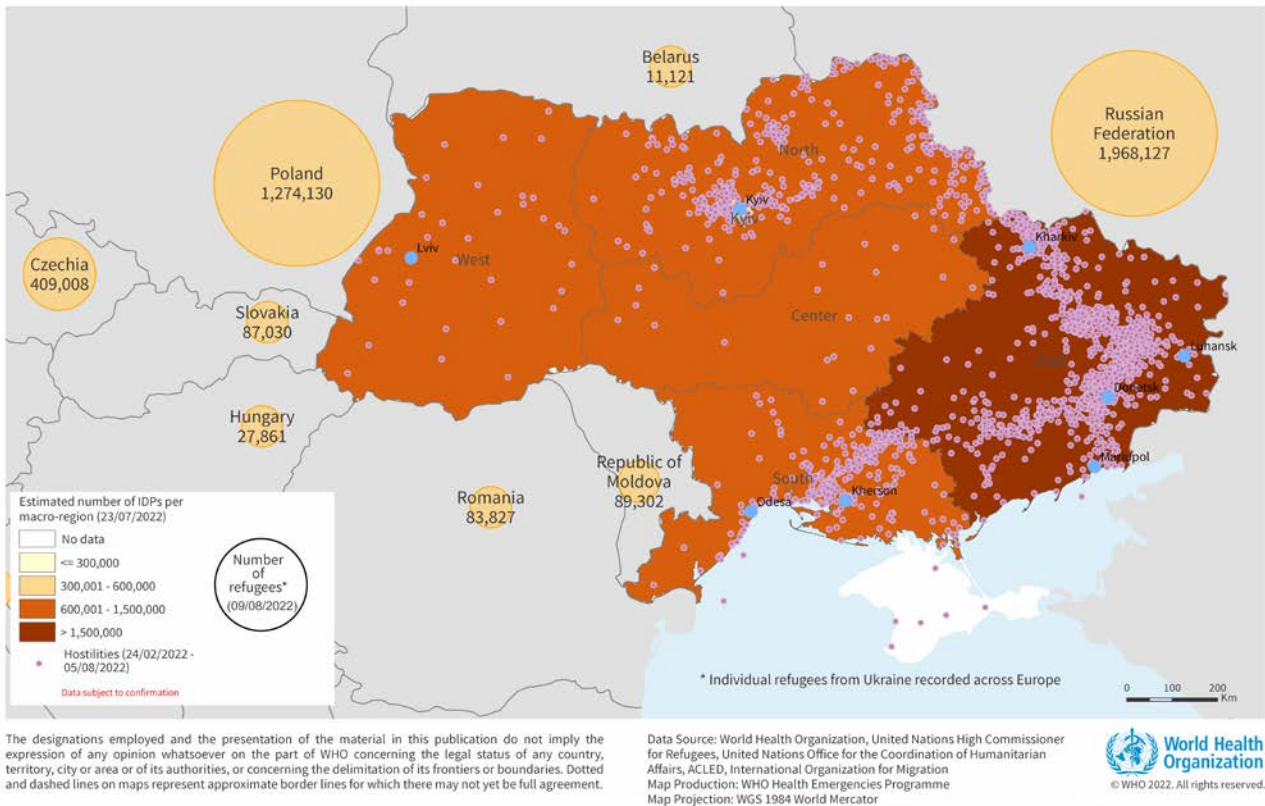 Belarus
11,121
Russian
Federation
1,968,127
Poland
1,274,130
North
Kyiv
Kyiv
Kharkiv
Czechia
409,008
Lviv
West
Slovakia
87,030
Center
Luhansk
East
Donetsk
Hungary
27,861
Republic of
Moldova
89,302
Mariupol
South
Kherson
Romania
83,827
Odesa
Estimated number of IDPs per
macro-region (23/07/2022)
No data
<= 300,000
300,001 - 600,000
600,001 - 1,500,000
> 1,500,000
Hostilities (24/02/2022 -
05/08/2022)
Data subject to confirmation
Number
of
refugees*
(09/08/2022)
* Individual refugees from Ukraine recorded across Europe
0 100 200
Km
The designations employed and the presentation of the material in this publication do not imply the
expression of any opinion whatsoever on the part of WHO concerning the legal status of any country,
territory, city or area or of its authorities, or concerning the delimitation of its frontiers or boundaries. Dotted
and dashed lines on maps represent approximate border lines for which there may not yet be full agreement.
Data Source: World Health Organization, United Nations High Commissioner
for Refugees, United Nations Office for the Coordination of Humanitarian
Affairs, ACLED, International Organization for Migration
Map Production: WHO Health Emergencies Programme
Map Projection: WGS 1984 World Mercator
World Health
Organization
© WHO 2022. All rights reserved.